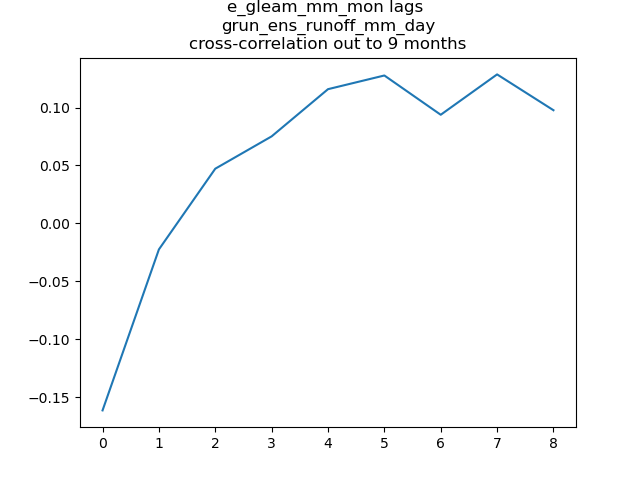 e_gleam_mm_mon lags
grun_ens_runoff_mm_day
cross-correlation out to 9 months
0.10
0.05
0.00
−0.05
−0.10
−0.15
0 1 2 3 4 5 6 7 8